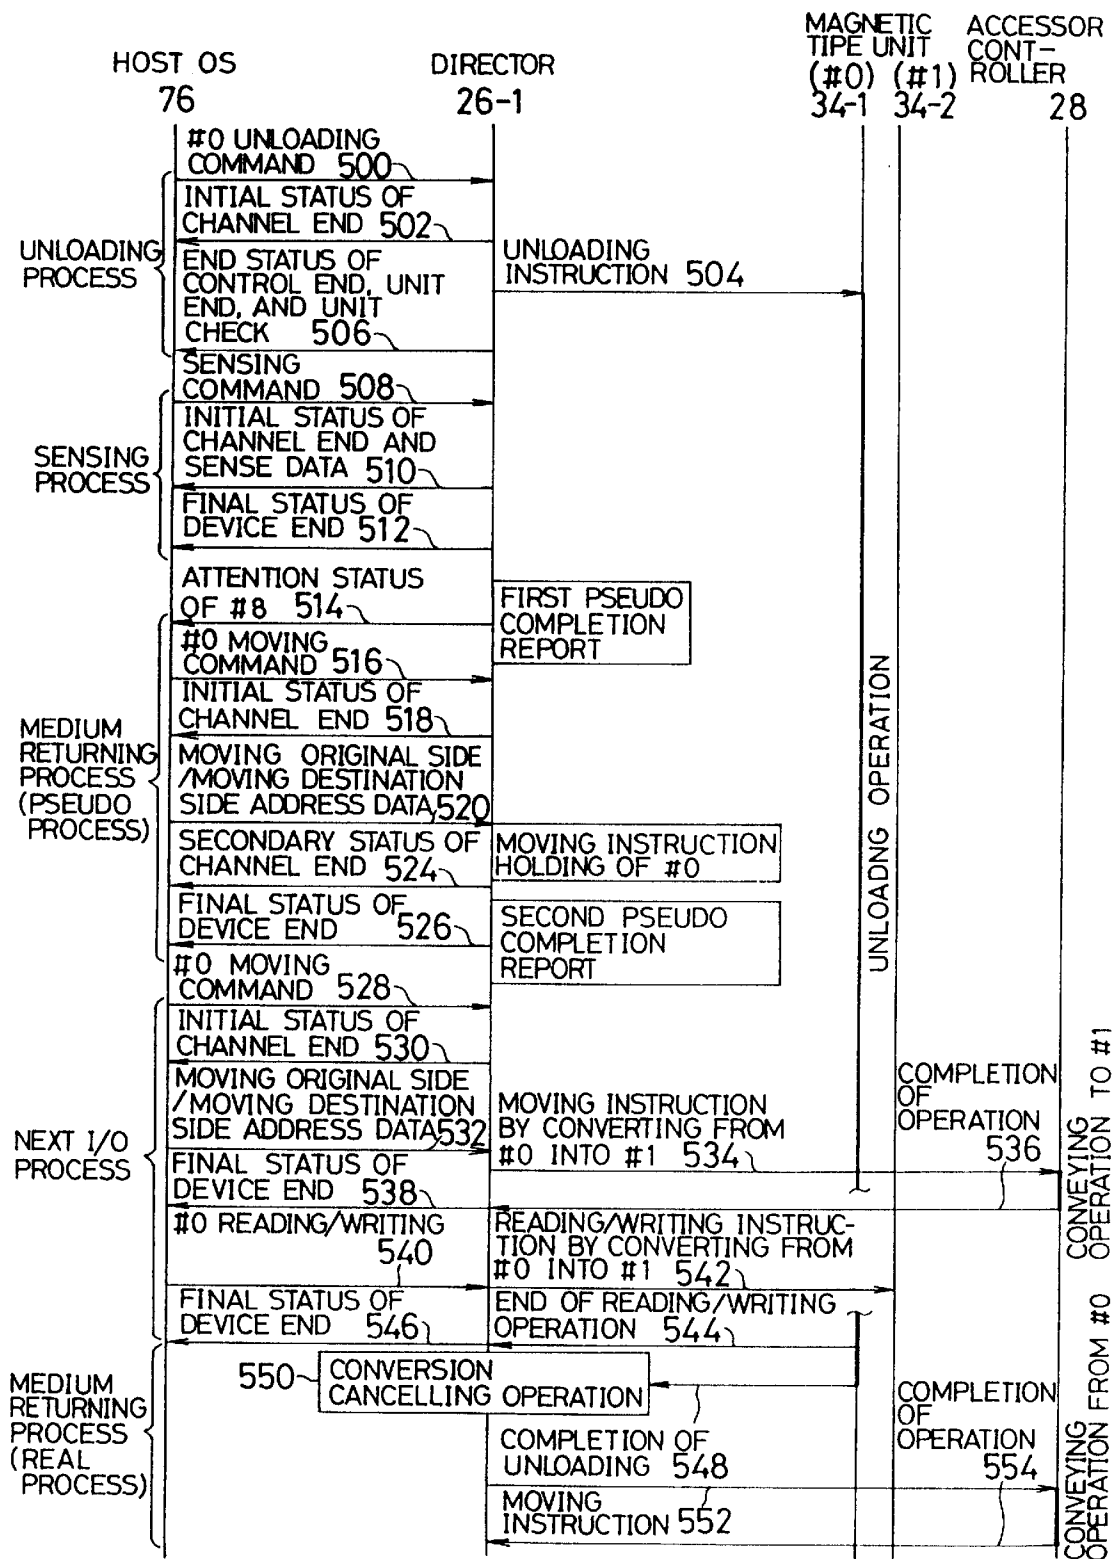 HOST OS
76
DIRECTOR
26-1
MAGNETIC
TIPE UNIT
(#0) (#1)
34-1 34-2
ACCESSOR
CONT-
ROLLER
28
#0 UNLOADING
COMMAND 500
INTIAL STATUS OF
CHANNEL END 502
UNLOADING
PROCESS
END STATUS OF
CONTROL END, UNIT
END, AND UNIT
CHECK 506
UNLOADING
INSTRUCTION 504
SENSING
COMMAND 508
INITIAL STATUS OF
CHANNEL END AND
SENSE DATA 510
SENSING
PROCESS
FINAL STATUS OF
DEVICE END 512
ATTENTION STATUS
OF #8 514
FIRST PSEUDO
COMPLETION
REPORT
#0 MOVING
COMMAND 516
INITIAL STATUS OF
CHANNEL END 518
MEDIUM
RETURNING
PROCESS
(PSEUDO
PROCESS)
MOVING ORIGINAL SIDE
/MOVING DESTINATION
SIDE ADDRESS DATA 520
SECONDARY STATUS OF
CHANNEL END 524
MOVING INSTRUCTION
HOLDING OF #0
FINAL STATUS OF
DEVICE END 526
SECOND PSEUDO
COMPLETION
REPORT
UNLOADNG OPERATION
#0 MOVING
COMMAND 528
INITIAL STATUS OF
CHANNEL END 530
NEXT I/O
PROCESS
MOVING ORIGINAL SIDE
/MOVING DESTINATION
SIDE ADDRESS DATA 532
MOVING INSTRUCTION
BY CONVERTING FROM
#0 INTO #1 534
COMPLETION
OF
OPERATION
536
CONVEYING
OPERATION TO #1
FINAL STATUS OF
DEVICE END 538
#0 READING/WRITING
540
READING/WRITING INSTRUC-
TION BY CONVERTING FROM
#0 INTO #1 542
FINAL STATUS OF
DEVICE END 546
END OF READING/WRITING
OPERATION 544
MEDIUM
RETURNING
PROCESS
(REAL
PROCESS)
550
CONVERSION
CANCELLING OPERATION
COMPLETION OF
UNLOADING 548
MOVING
INSTRUCTION 552
COMPLETION
OF
OPERATION
554
CONVEYING
OPERATION FROM #0